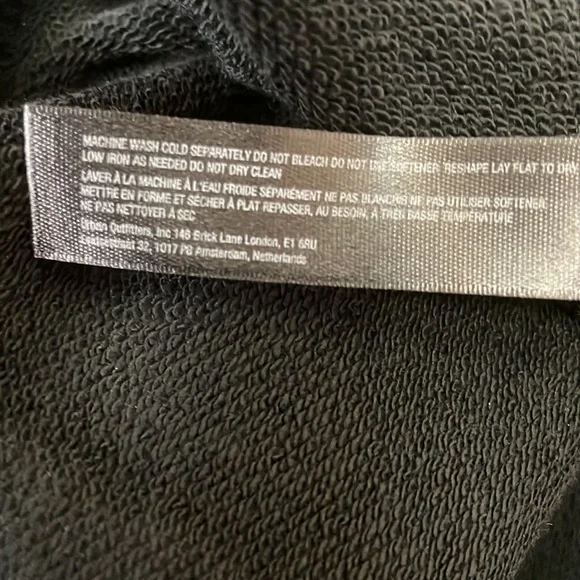 MACHINE WASH COLD SEPARATELY DO NOT BLEACH DO NOT USE SOFTENER RESHAPE LAY FLAT TO DRY
LOW IRON AS NEEDED DO NOT DRY CLEAN
LAVER À LA MACHINE À L'EAU FROIDE SÉPARÉMENT NE PAS BLANCHIR NE PAS UTILISER SOFTENER
METTRE EN FORME ET SÉCHER À PLAT REPASSER, AU BESOIN, À TRÈS BASSE TEMPÉRATURE
NE PAS NETTOYER À SEC
Urban Outfitters, Inc 146 Brick Lane London, E1 6RU
Leidsestraat 32, 1017 PB Amsterdam, Netherlands